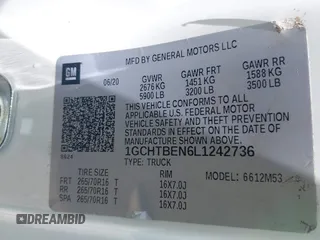 MFD BY GENERAL MOTORS LLC
GM
06/20
GVWR GAWR FRT GAWR RR
2676 KG 1451 KG 1588 KG
5900 LB 3200 LB 3500 LB
THIS VEHICLE CONFORMS TO ALL
APPLICABLE U.S. FEDERAL MOTOR
VEHICLE SAFETY, BUMPER, AND THEFT
PREVENTION STANDARDS IN EFFECT ON
THE DATE OF MANUFACTURE SHOWN ABOVE.
1GCHTBEN6L1242736
TYPE: TRUCK
MODEL: 6612M53
TIRE SIZE RIM
FRT 265/70R16 T 16X7.0J
RR 265/70R16 T 16X7.0J
SPA 265/70R16 T 16X7.0J
DREAMBID